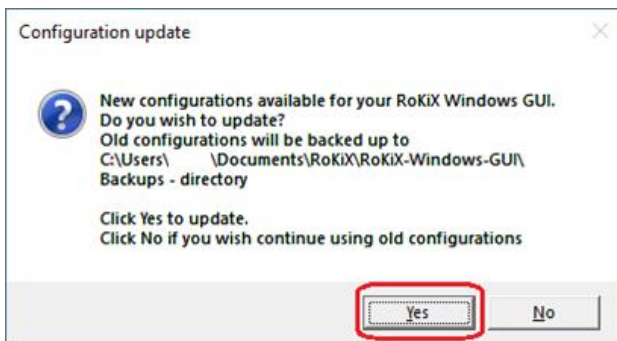 Configuration update
New configurations available for your RoKiX Windows GUI.
Do you wish to update?
Old configurations will be backed up to
C:\Users\ \Documents\RoKiX\RoKiX-Windows-GUI\
Backups - directory
Click Yes to update.
Click No if you wish continue using old configurations
Yes No